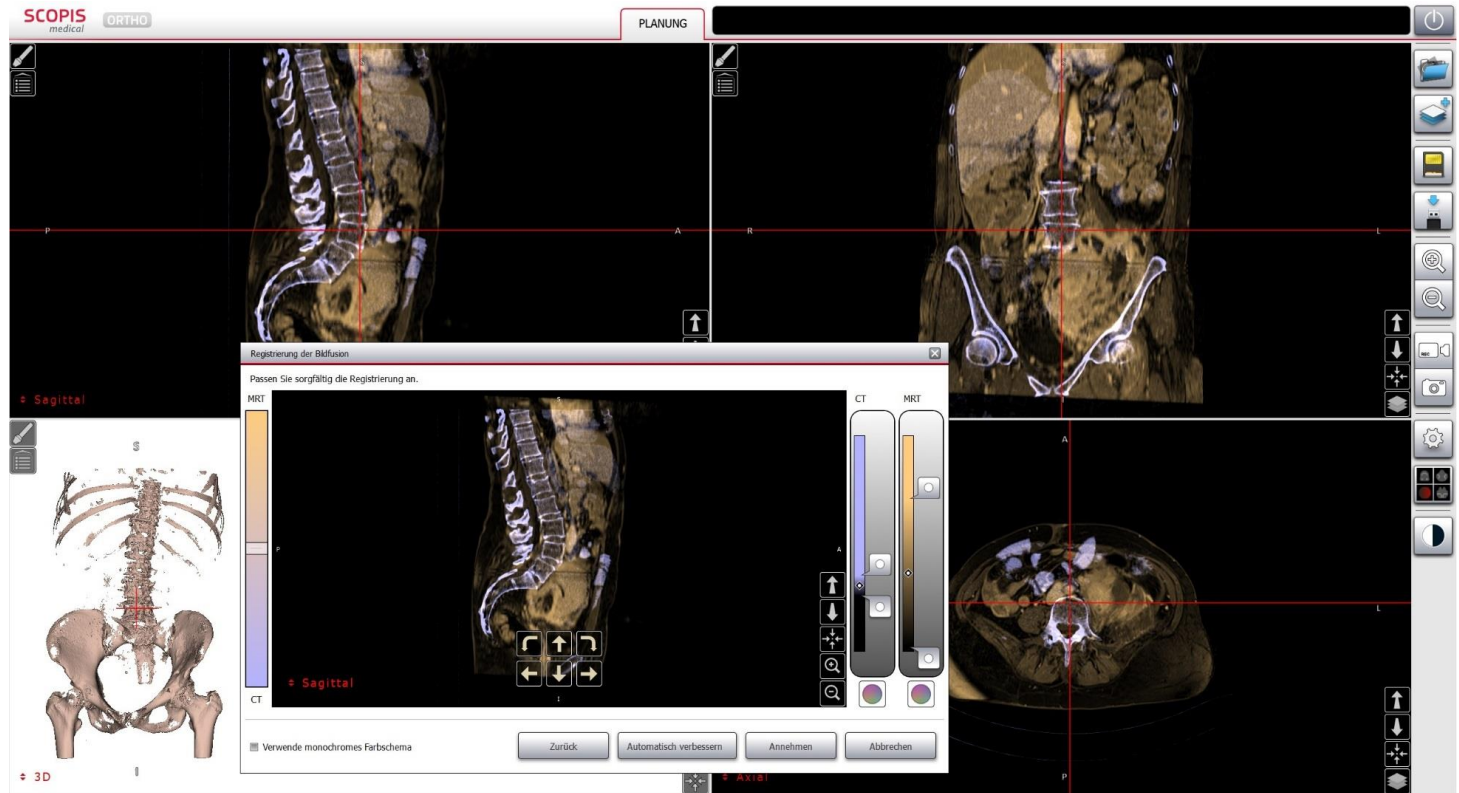 SCOPIS
medical
ORTHO
PLANUNG
P
A
R
L
Sagittal
Registrierung der Bildfusion
Passen Sie sorgfältig die Registrierung an.
MRT
CT
MRT
S
P
A
Sagittal
I
CT
Verwende monochromes Farbschema
Zurück
Automatisch verbessern
Annehmen
Abbrechen
S
I
3D
A
L
P
Axial
REC